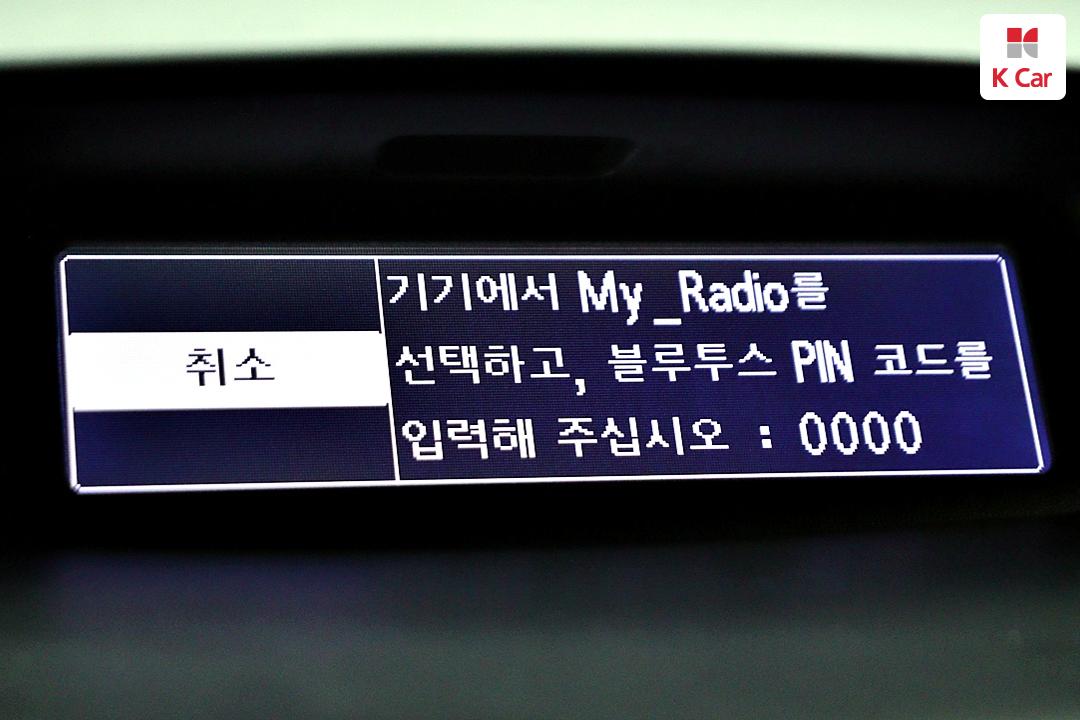 K Car
기기에서 My_Radio를
취소
선택하고, 블루투스 PIN 코드를
입력해 주십시오 : 0000